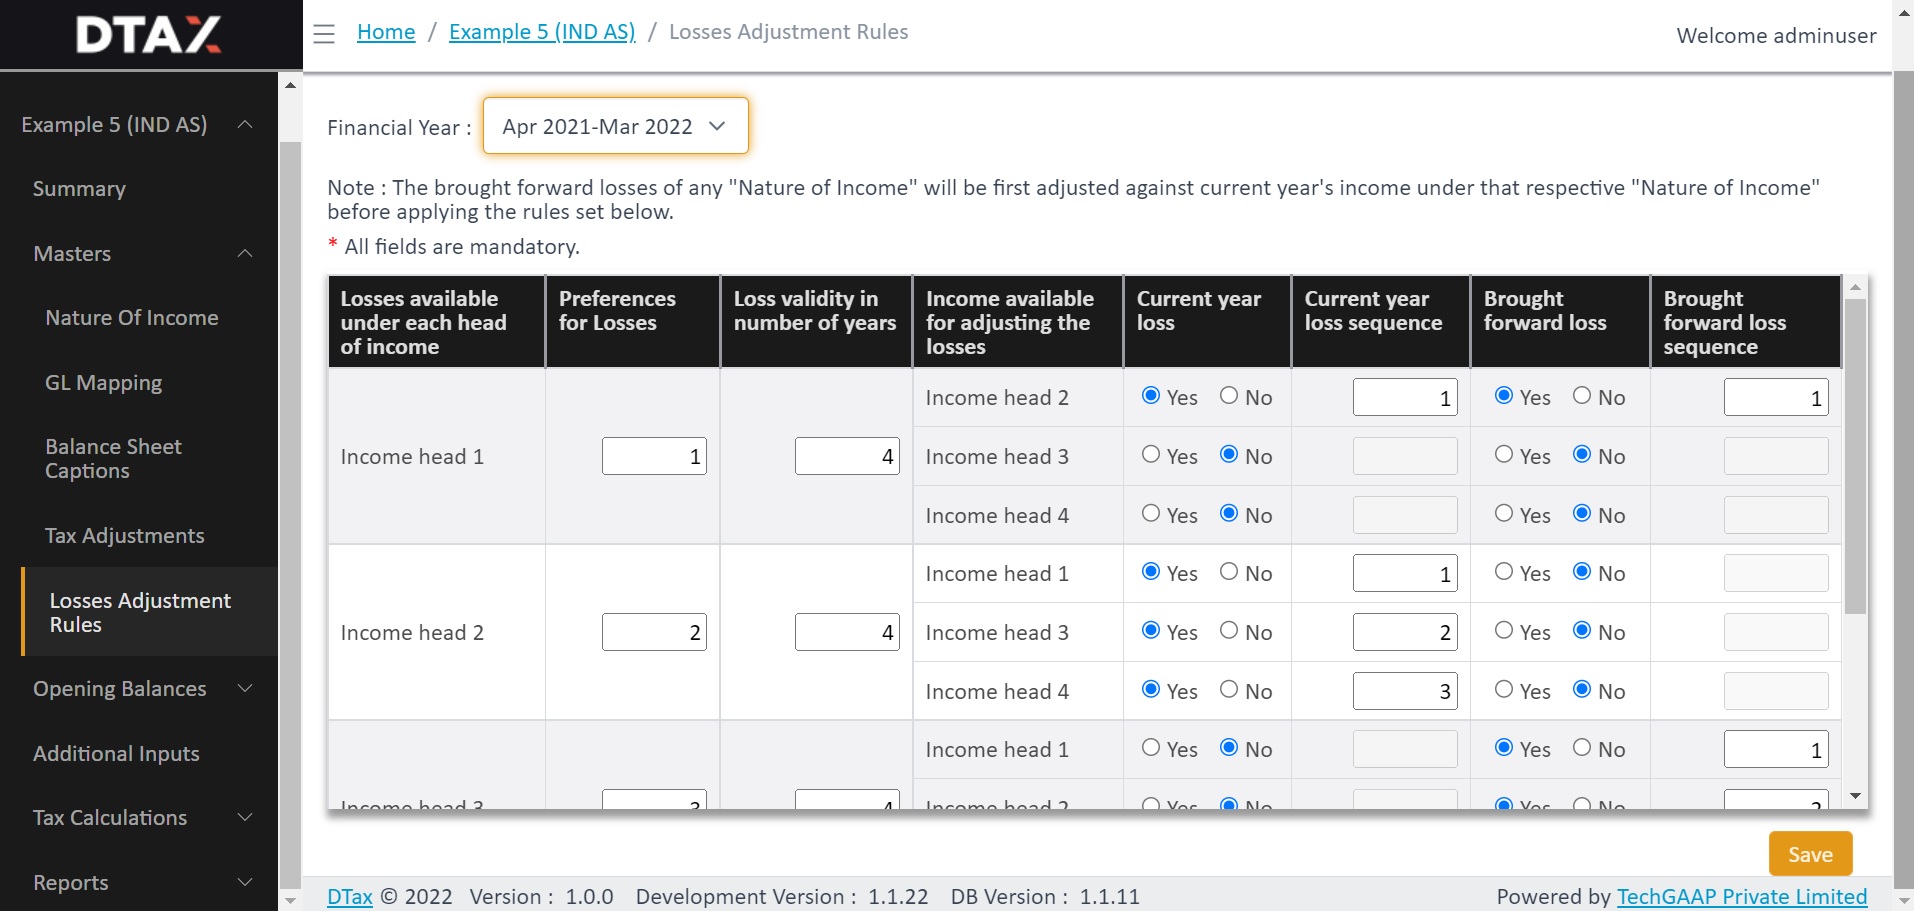 DTAX
Home / Example 5 (IND AS) / Losses Adjustment Rules
Welcome adminuser
Example 5 (IND AS)
Summary
Masters
Nature Of Income
GL Mapping
Balance Sheet
Captions
Tax Adjustments
Losses Adjustment
Rules
Opening Balances
Additional Inputs
Tax Calculations
Reports
Financial Year : Apr 2021-Mar 2022
Note : The brought forward losses of any "Nature of Income" will be first adjusted against current year's income under that respective "Nature of Income"
before applying the rules set below.
* All fields are mandatory.
Losses available
under each head
of income
Preferences
for Losses
Loss validity in
number of years
Income available
for adjusting the
losses
Current year
loss
Current year
loss sequence
Brought
forward loss
Brought
forward loss
sequence
Income head 1 1 4
Income head 2 Yes No 1 Yes No 1
Income head 3 Yes No Yes No
Income head 4 Yes No Yes No
Income head 2 2 4
Income head 1 Yes No 1 Yes No
Income head 3 Yes No 2 Yes No
Income head 4 Yes No 3 Yes No
Income head 3 3 4
Income head 1 Yes No Yes No 1
Income head 2 Yes No Yes No 2
Save
DTax © 2022 Version : 1.0.0 Development Version : 1.1.22 DB Version : 1.1.11
Powered by TechGAAP Private Limited